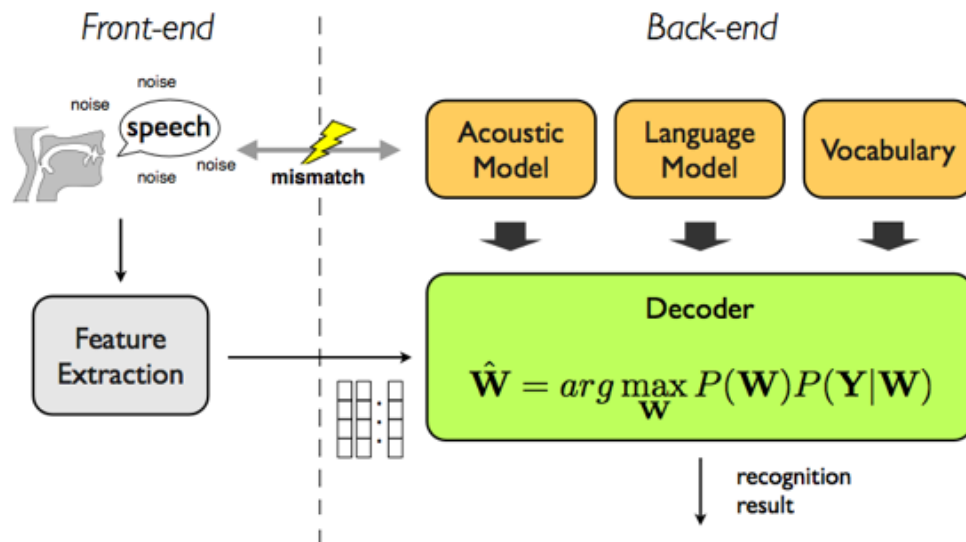 Front-end
Back-end
noise
noise
speech
noise
noise
mismatch
Acoustic
Model
Language
Model
Vocabulary
Feature
Extraction
Decoder
Ŵ = arg max P(W)P(Y|W)
W
recognition
result